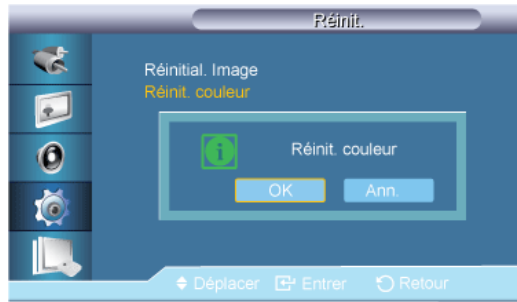 Réinit.
Réinitial. Image
Réinit. couleur
Réinit. couleur
OK Ann.
Déplacer Entrer Retour